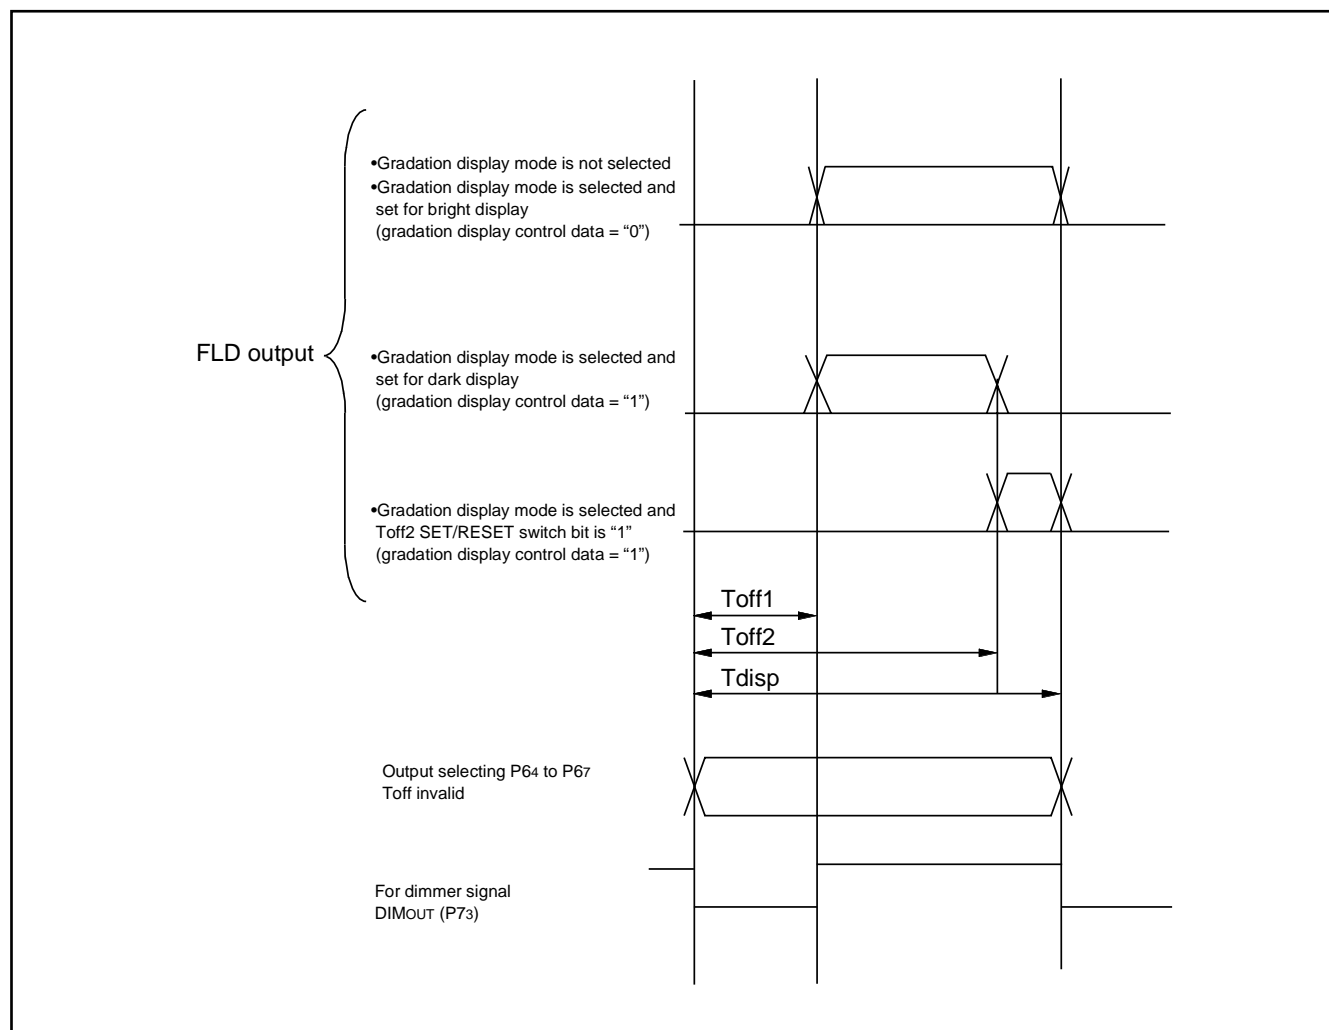 •Gradation display mode is not selected
•Gradation display mode is selected and
set for bright display
(gradation display control data = “0”)
FLD output
•Gradation display mode is selected and
set for dark display
(gradation display control data = “1”)
•Gradation display mode is selected and
Toff2 SET/RESET switch bit is “1”
(gradation display control data = “1”)
Toff1
Toff2
Tdisp
Output selecting P64 to P67
Toff invalid
For dimmer signal
DIMOUT (P73)